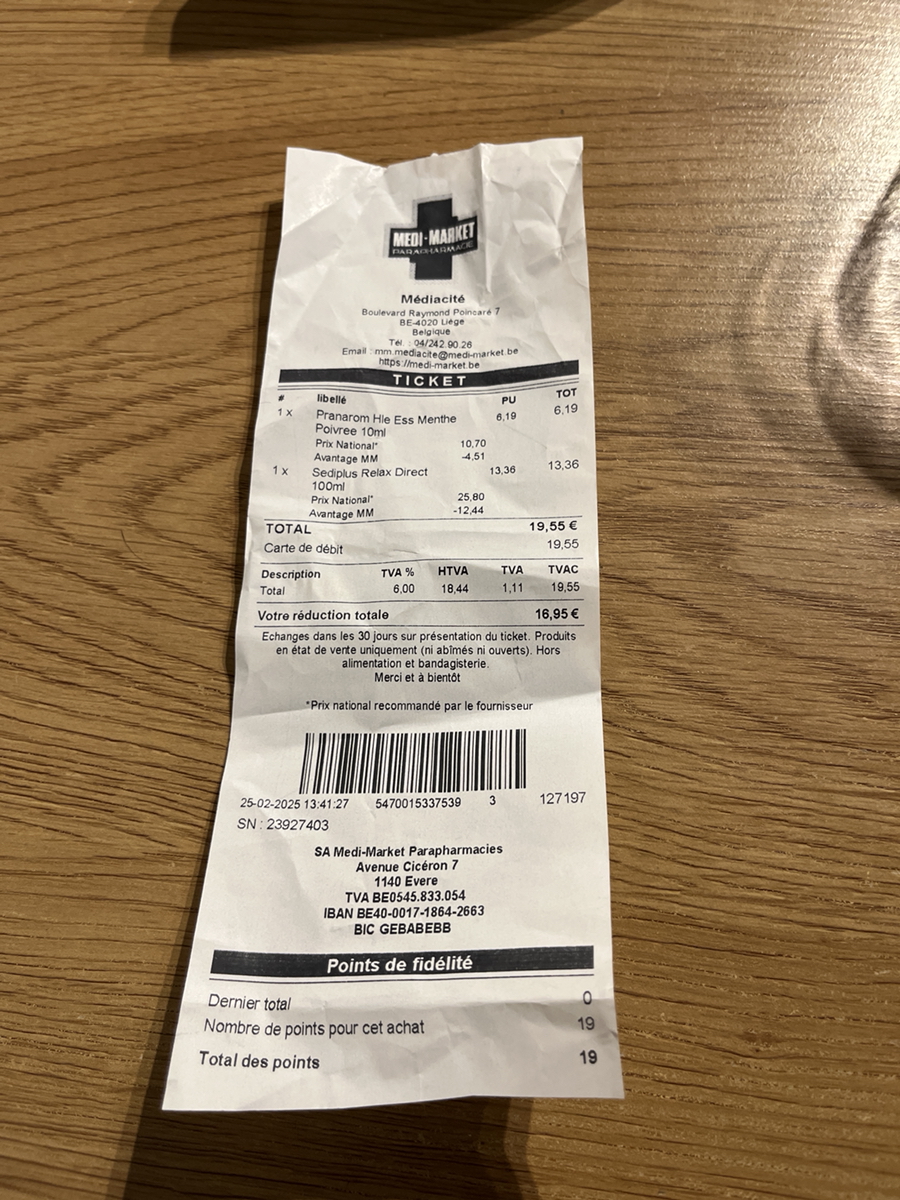 MEDI-MARKET
PARAPHARMACIE
Médiacité
Boulevard Raymond Poincaré 7
BE-4020 Liège
Belgique
Tél. : 04/242.90.26
Email : mm.mediacite@medi-market.be
https://medi-market.be
TICKET
# libellé PU TOT
1 x Pranarom Hle Ess Menthe 6,19 6,19
Poivree 10ml
Prix National* 10,70
Avantage MM -4,51
1 x Sediplus Relax Direct 13,36 13,36
100ml
Prix National* 25,80
Avantage MM -12,44
TOTAL 19,55 €
Carte de débit 19,55
Description TVA % HTVA TVA TVAC
Total 6,00 18,44 1,11 19,55
Votre réduction totale 16,95 €
Echanges dans les 30 jours sur présentation du ticket. Produits
en état de vente uniquement (ni abîmés ni ouverts). Hors
alimentation et bandagisterie.
Merci et à bientôt
*Prix national recommandé par le fournisseur
25-02-2025 13:41:27 5470015337539 3 127197
SN : 23927403
SA Medi-Market Parapharmacies
Avenue Cicéron 7
1140 Evere
TVA BE0545.833.054
IBAN BE40-0017-1864-2663
BIC GEBABEBB
Points de fidélité
Dernier total 0
Nombre de points pour cet achat 19
Total des points 19